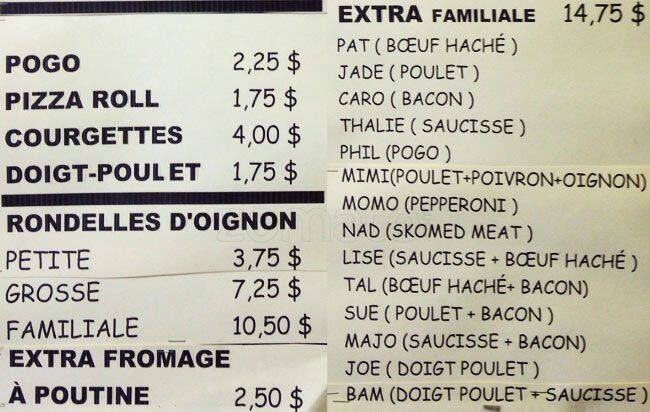 POGO 2,25 $
PIZZA ROLL 1,75 $
COURGETTES 4,00 $
DOIGT-POULET 1,75 $
RONDELLES D'OIGNON
PETITE 3,75 $
GROSSE 7,25 $
FAMILIALE 10,50 $
EXTRA FROMAGE
À POUTINE 2,50 $
EXTRA FAMILIALE 14,75 $
PAT ( BŒUF HACHÉ )
JADE ( POULET )
CARO ( BACON )
THALIE ( SAUCISSE )
PHIL (POGO )
MIMI(POULET+POIVRON+OIGNON)
MOMO (PEPPERONI )
NAD (SKOMED MEAT )
LISE (SAUCISSE + BŒUF HACHÉ )
TAL (BŒUF HACHÉ+ BACON)
SUE ( POULET + BACON )
MAJO (SAUCISSE + BACON)
JOE ( DOIGT POULET )
BAM (DOIGT POULET + SAUCISSE )